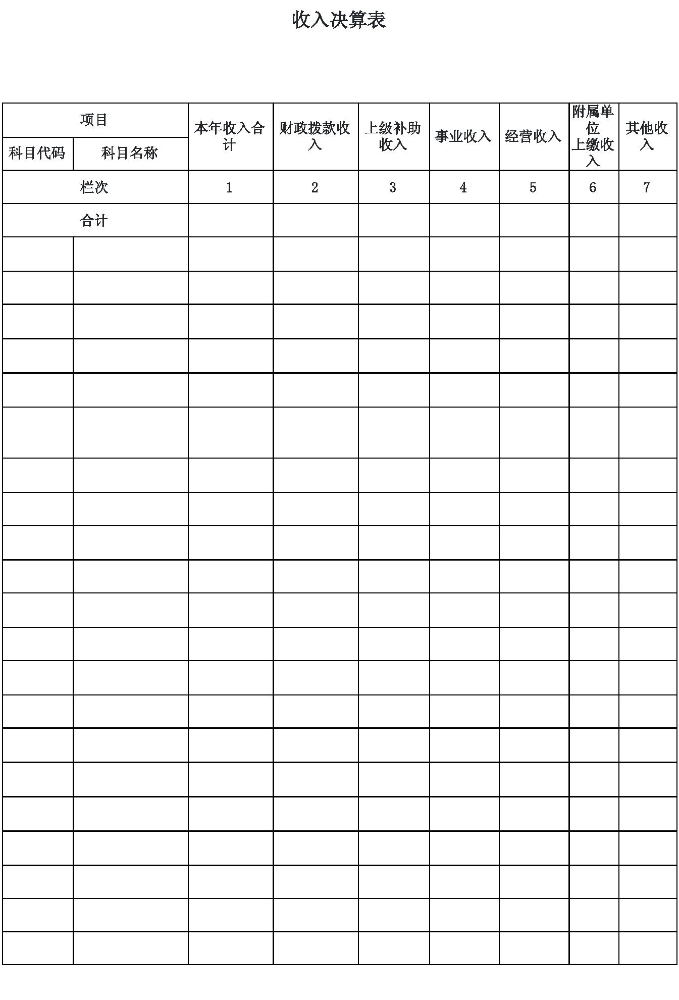 收入决算表
项目
本年收入合
计
财政拨款收
入
上级补助
收入
事业收入
经营收入
附属单
位
上缴收
入
其他收
入
科目代码
科目名称
栏次
1
2
3
4
5
6
7
合计